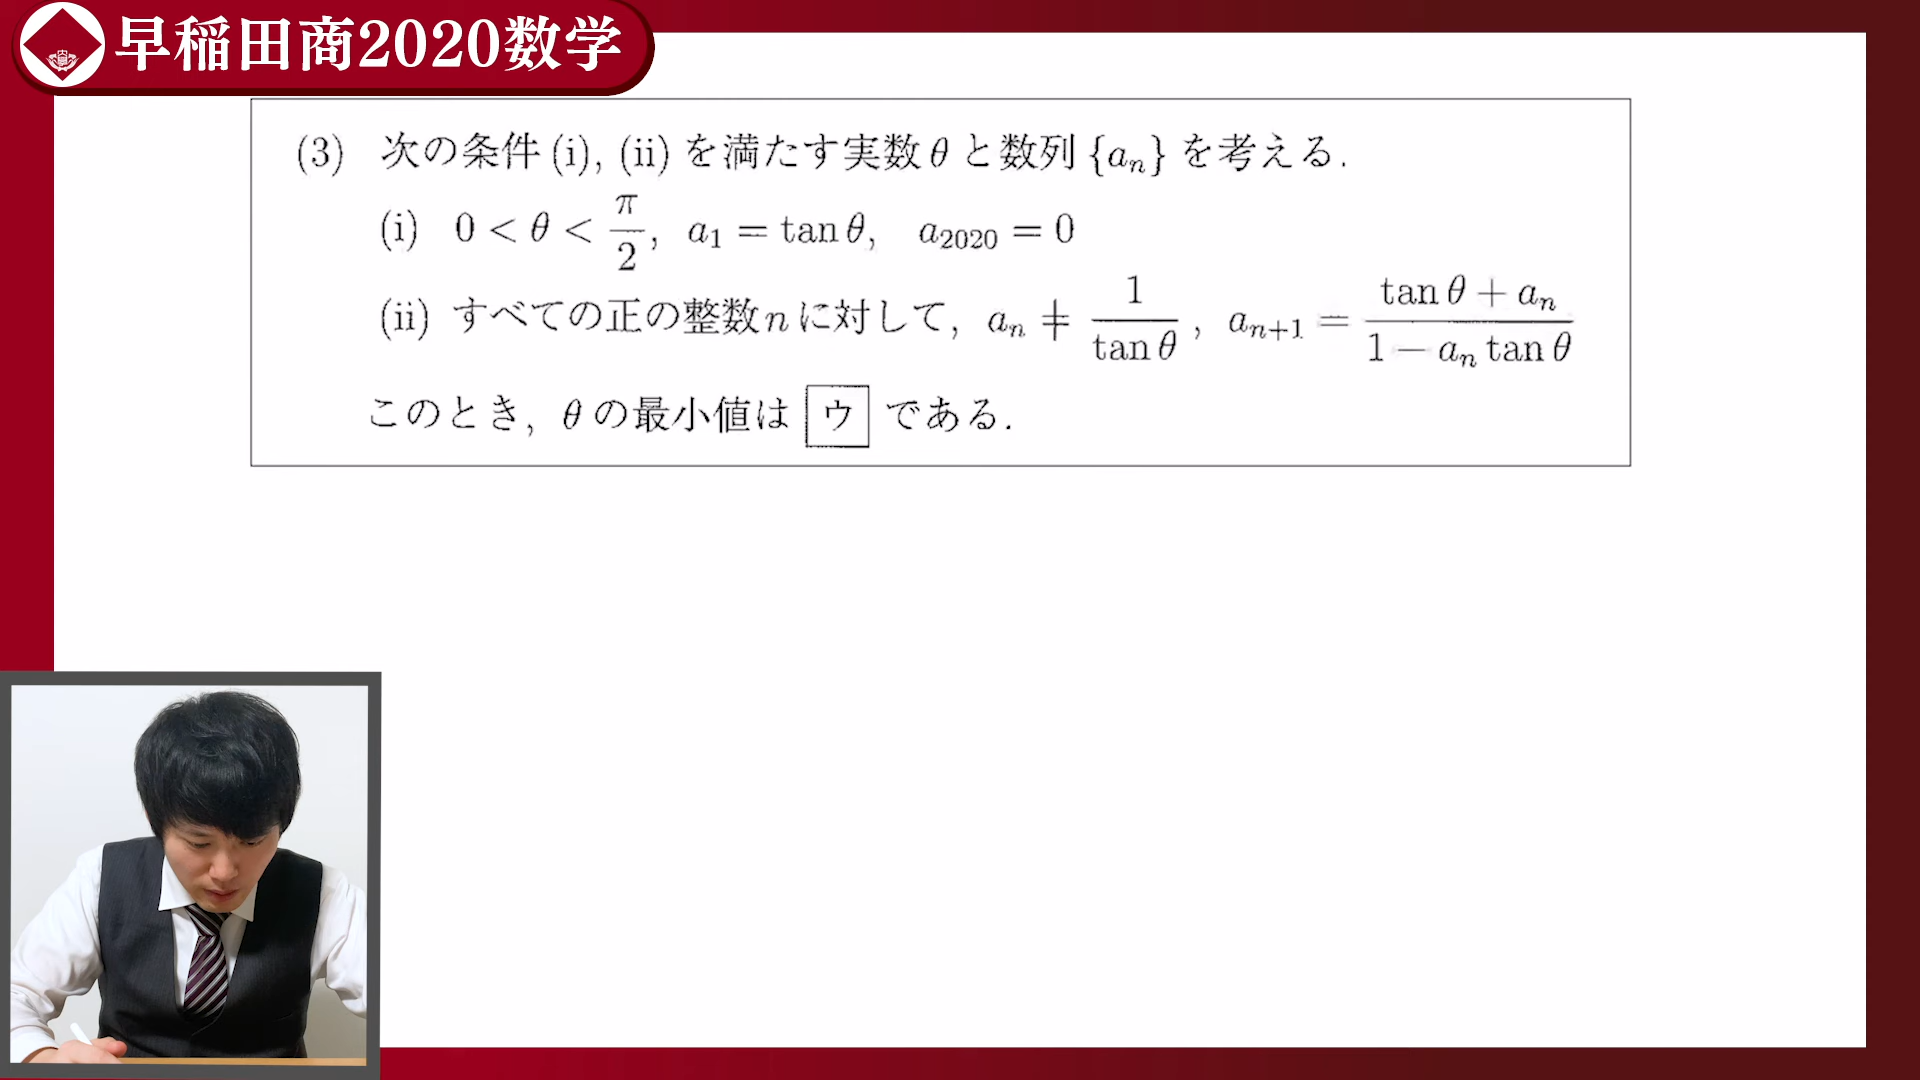 早稲田商2020数学
(3) 次の条件 (i), (ii) を満たす実数 θ と数列 {aₙ} を考える.
(i) 0 < θ < π/2, a₁ = tan θ, a₂₀₂₀ = 0
(ii) すべての正の整数 n に対して, aₙ ≠ 1/tan θ, aₙ₊₁ = (tan θ + aₙ)/(1 − aₙ tan θ)
このとき, θ の最小値は ウ である.